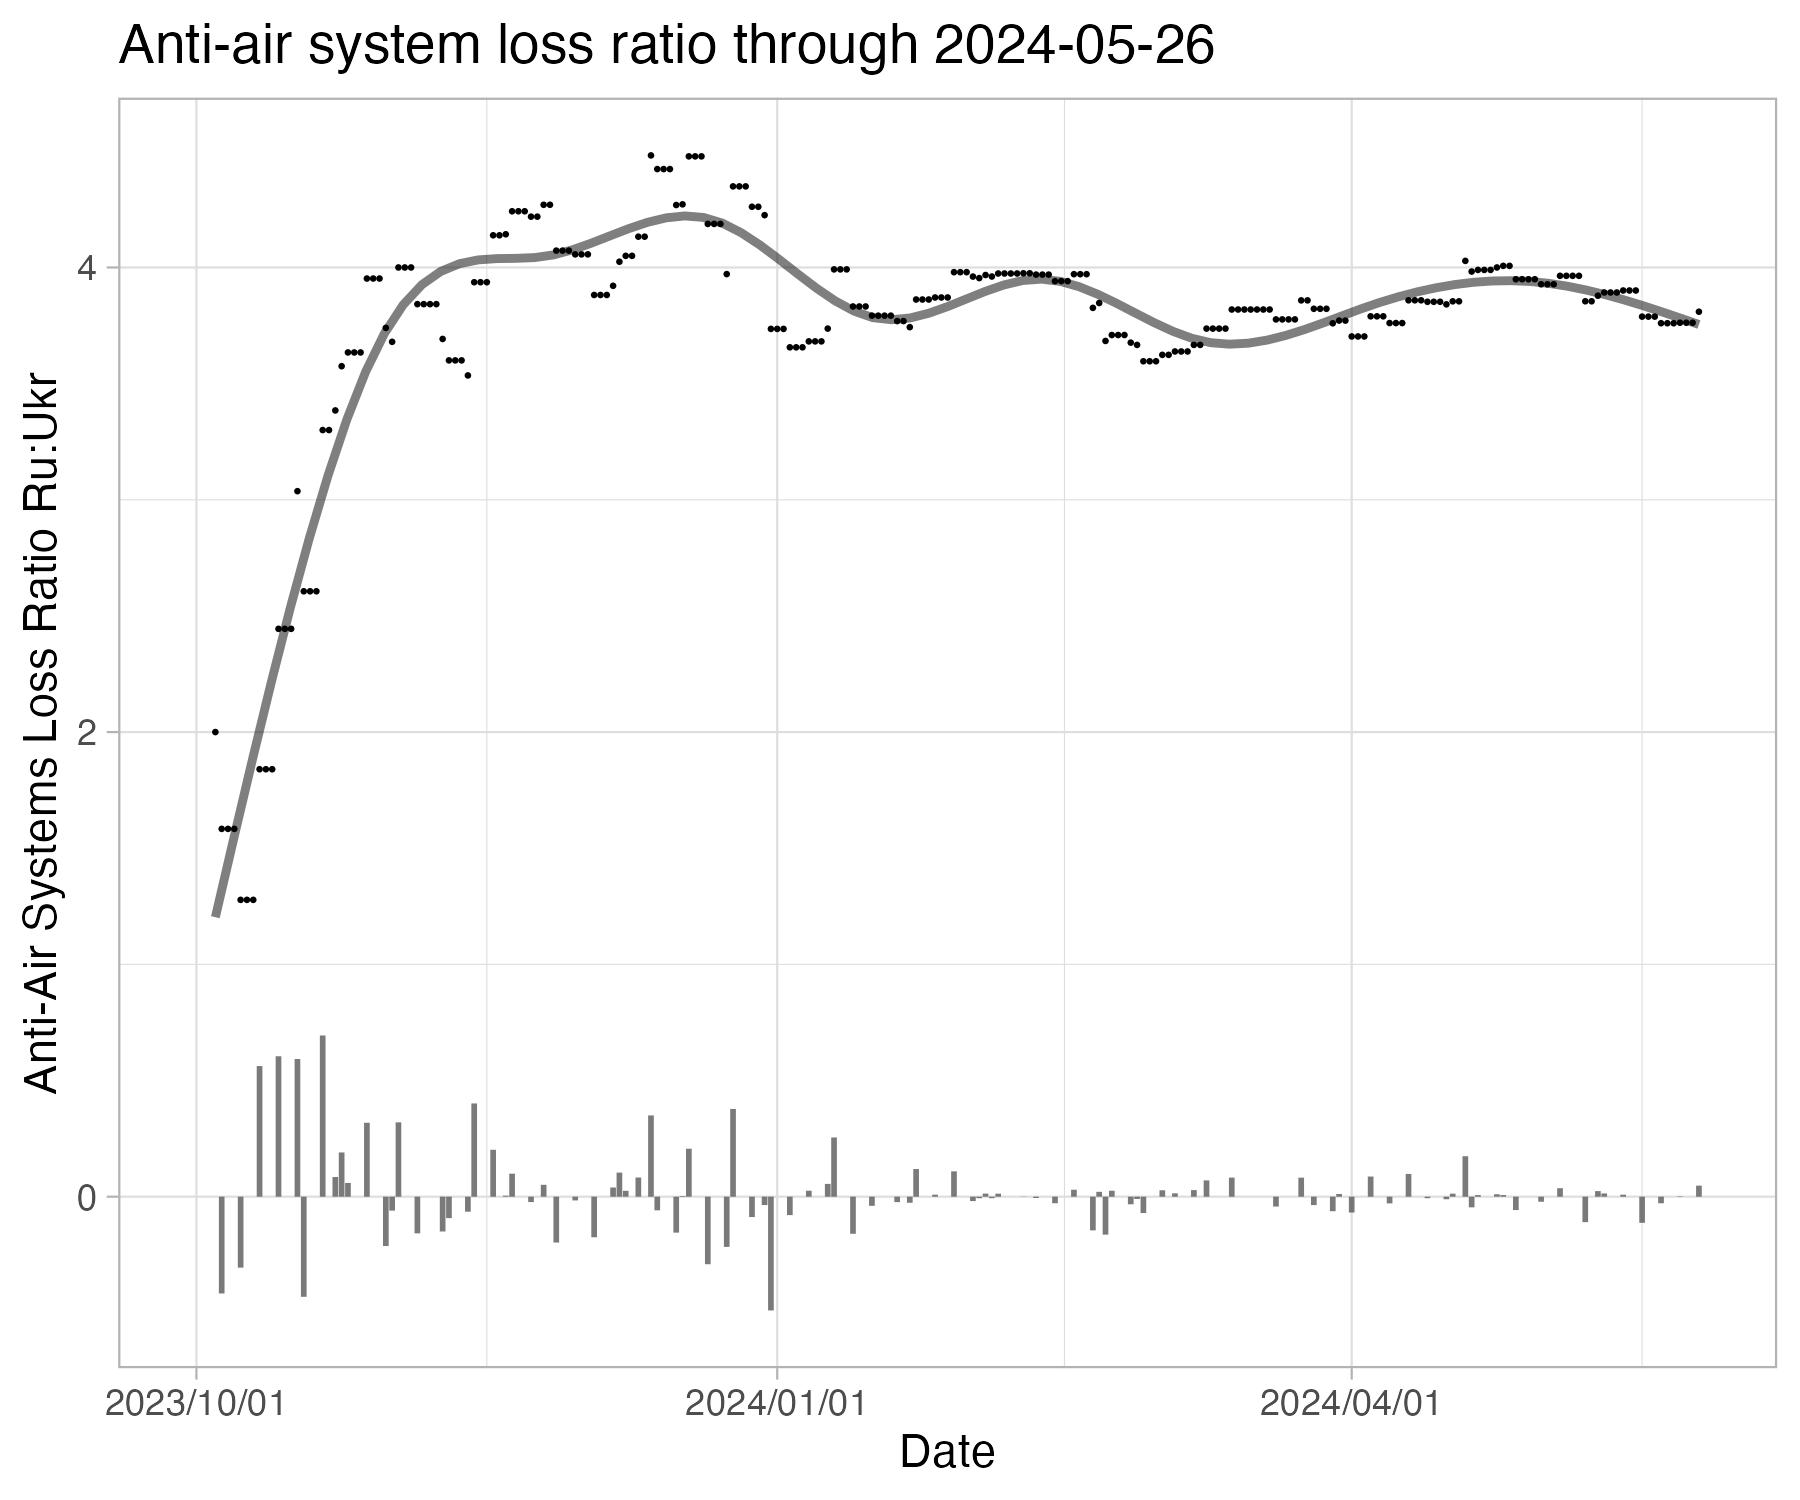 Anti-air system loss ratio through 2024-05-26
Anti-Air Systems Loss Ratio Ru:Ukr
4
2
0
2023/10/01
2024/01/01
2024/04/01
Date